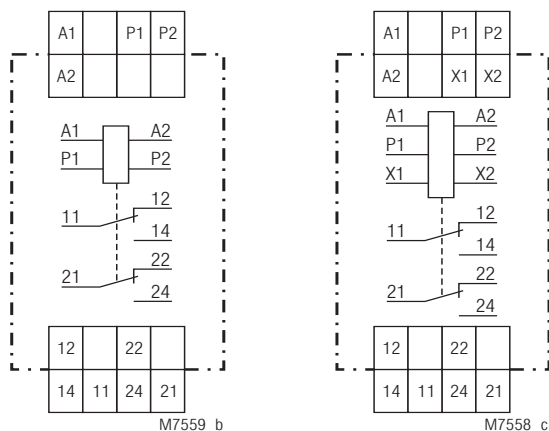 A1 P1 P2
A2
A1 A2
P1 P2
12
11
14
22
21
24
12 22
14 11 24 21
M7559 b
A1 P1 P2
A2 X1 X2
A1 A2
P1 P2
X1 X2
12
11
14
22
21
24
12 22
14 11 24 21
M7558 c